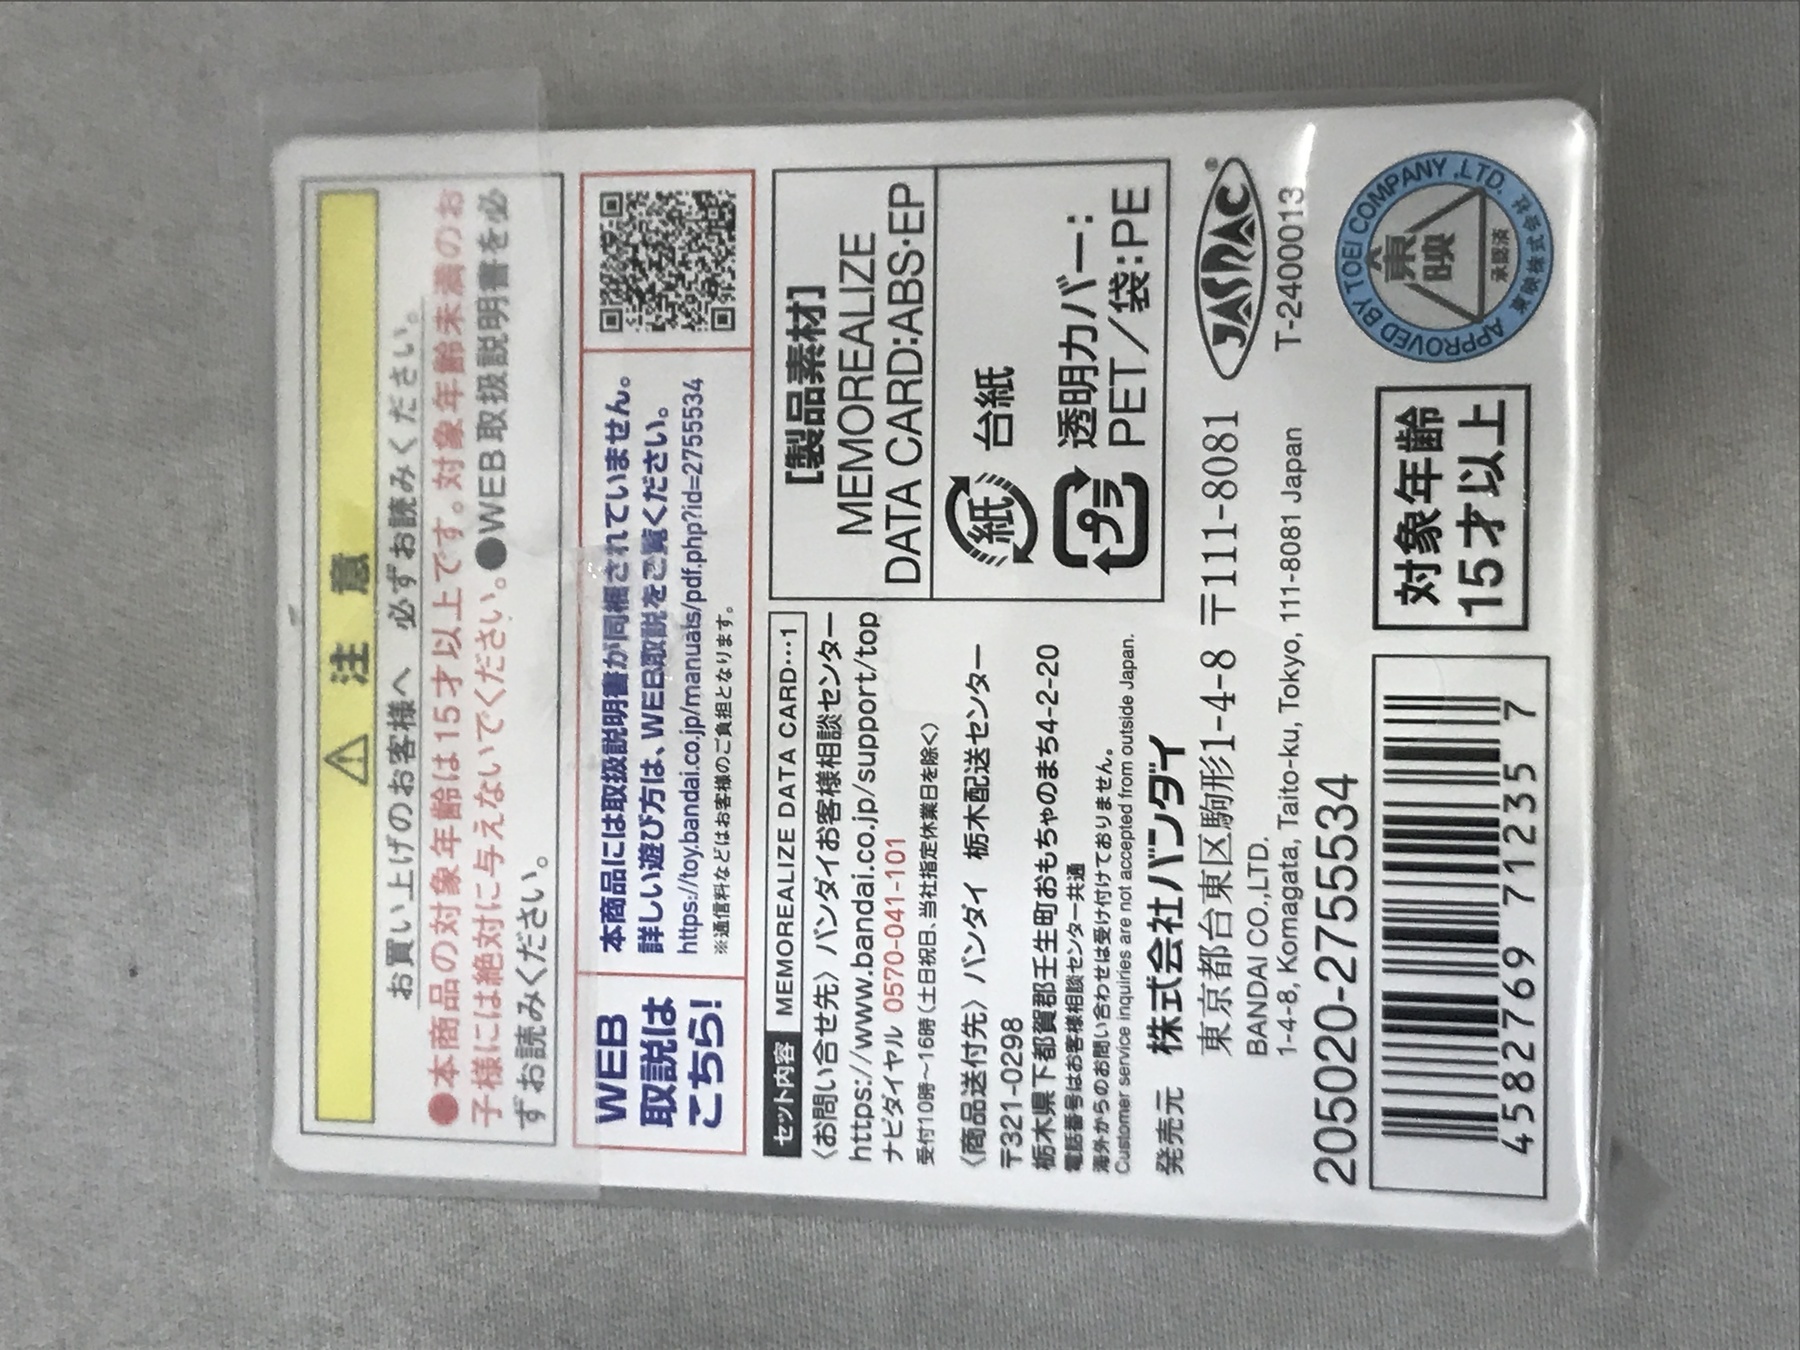 ⚠ 注 意
お買い上げのお客様へ 必ずお読みください。
●本商品の対象年齢は15才以上です。対象年齢未満のお
子様には絶対に与えないでください。●WEB取扱説明書を必
ずお読みください。
WEB
取説は
こちら!
本商品には取扱説明書が同梱されていません。
詳しい遊び方は、WEB取説をご覧ください。
https://toy.bandai.co.jp/manuals/pdf.php?id=2755534
※通信料などはお客様のご負担となります。
セット内容 MEMOREALIZE DATA CARD…1
〈お問い合せ先〉バンダイお客様相談センター
https://www.bandai.co.jp/support/top
ナビダイヤル 0570-041-101
受付10時〜16時(土日祝日、当社指定休業日を除く)
〈商品送付先〉バンダイ 栃木配送センター
〒321-0298
栃木県下都賀郡壬生町おもちゃのまち4-2-20
電話番号はお客様相談センター共通
海外からのお問い合わせは受け付けておりません。
Customer service inquiries are not accepted from outside Japan.
[製品素材]
MEMOREALIZE
DATA CARD:ABS・EP
紙 台紙
プラ 透明カバー:
PET/袋:PE
発売元 株式会社バンダイ
東京都台東区駒形1-4-8 〒111-8081
BANDAI CO.,LTD.
1-4-8, Komagata, Taito-ku, Tokyo, 111-8081 Japan
JASRAC®
T-2400013
205020-2755534
4582769 71235 7
対象年齢
15才以上
APPROVED BY TOEI COMPANY ,LTD.
東映
承認済
東映株式会社